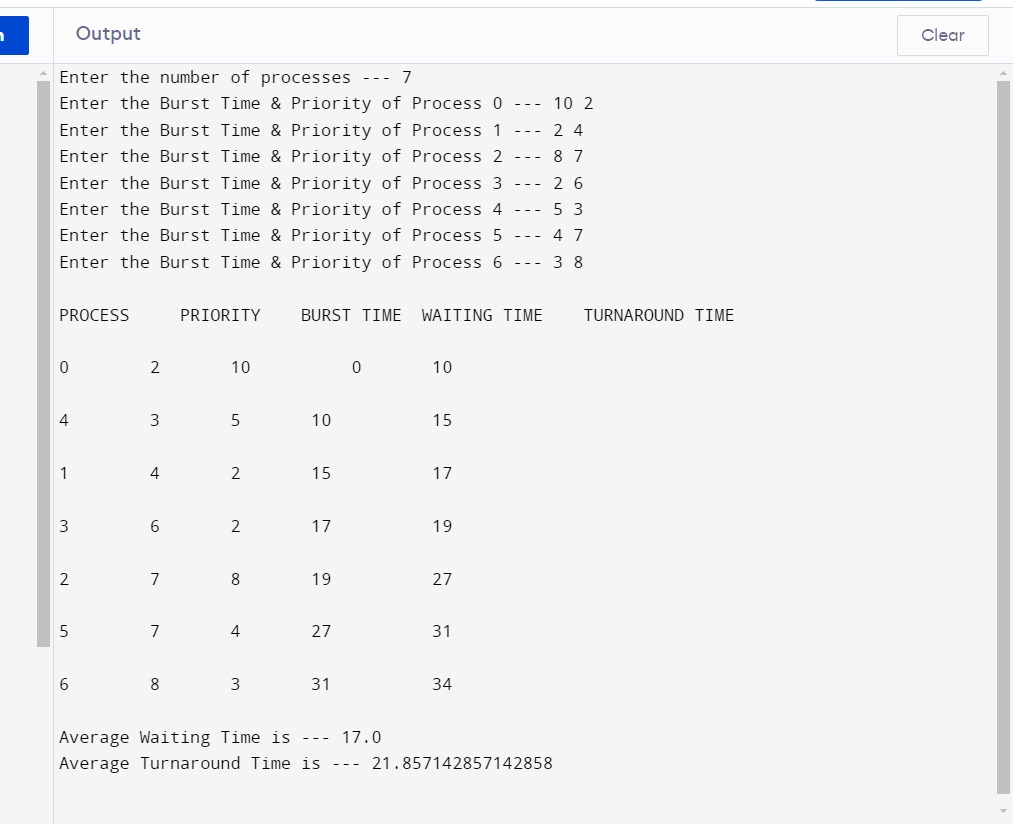 Output
Clear
Enter the number of processes --- 7
Enter the Burst Time & Priority of Process 0 --- 10 2
Enter the Burst Time & Priority of Process 1 --- 2 4
Enter the Burst Time & Priority of Process 2 --- 8 7
Enter the Burst Time & Priority of Process 3 --- 2 6
Enter the Burst Time & Priority of Process 4 --- 5 3
Enter the Burst Time & Priority of Process 5 --- 4 7
Enter the Burst Time & Priority of Process 6 --- 3 8
PROCESS PRIORITY BURST TIME WAITING TIME TURNAROUND TIME
0 2 10 0 10
4 3 5 10 15
1 4 2 15 17
3 6 2 17 19
2 7 8 19 27
5 7 4 27 31
6 8 3 31 34
Average Waiting Time is --- 17.0
Average Turnaround Time is --- 21.857142857142858